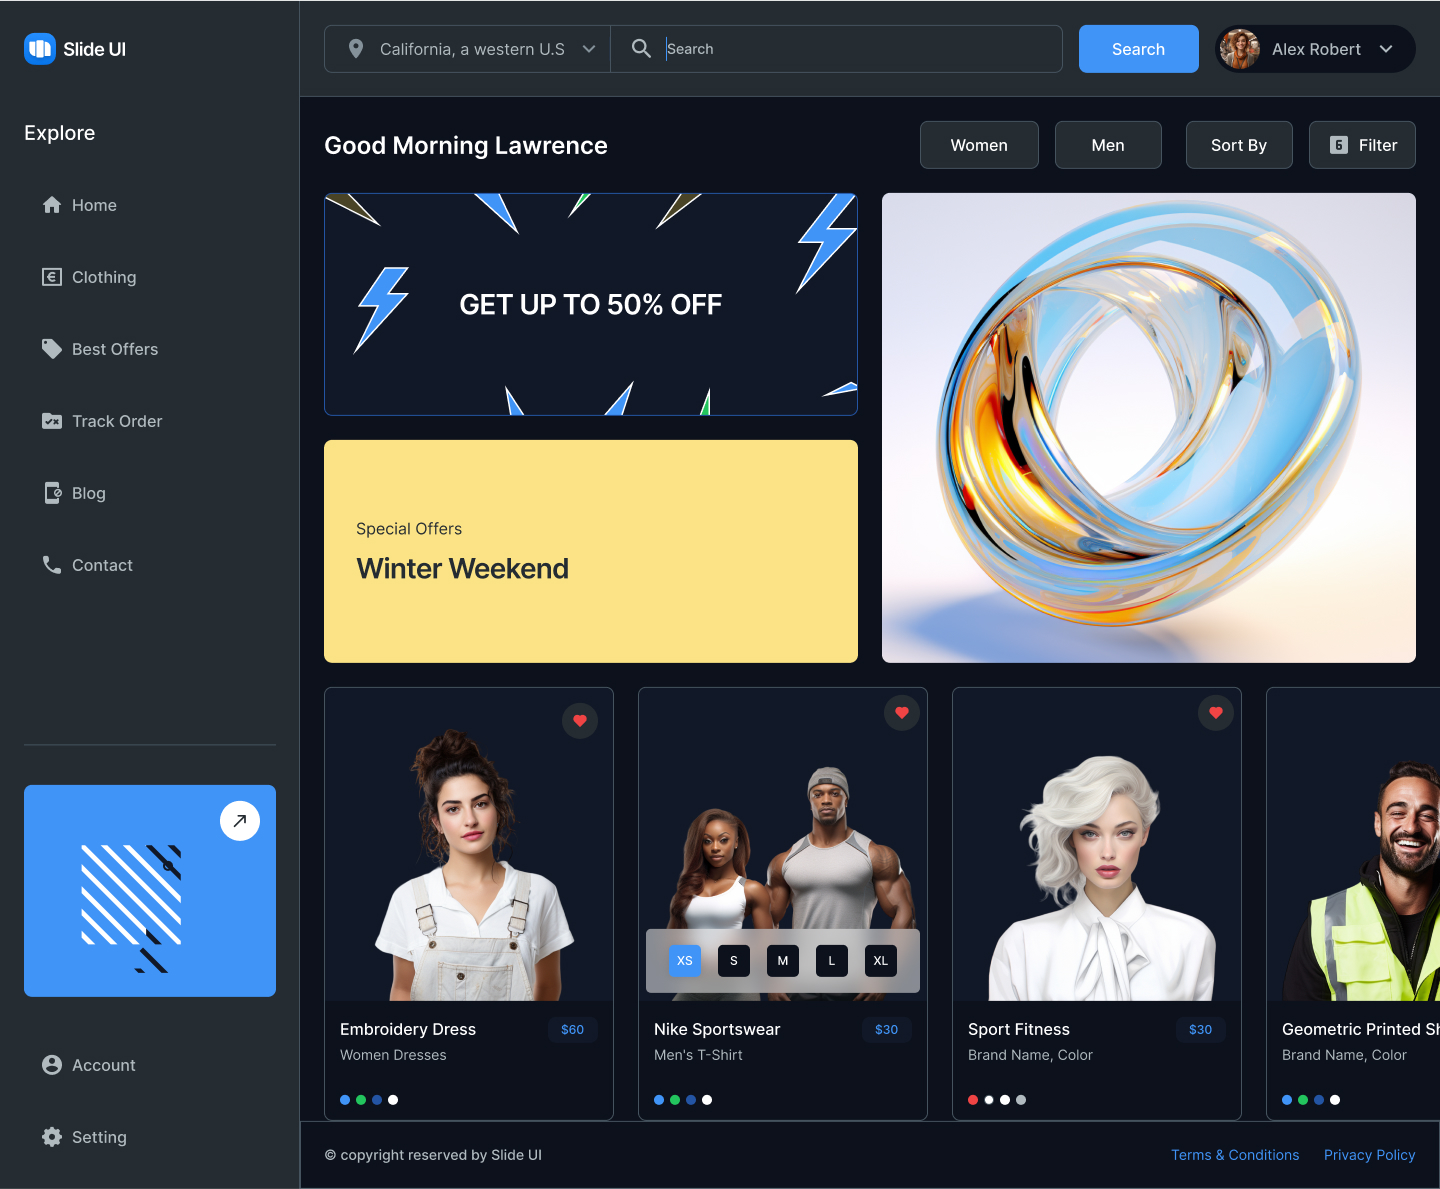 Slide UI
California, a western U.S
Search
Search
Alex Robert
Explore
Home
Clothing
Best Offers
Track Order
Blog
Contact
Account
Setting
Good Morning Lawrence
Women
Men
Sort By
6
Filter
GET UP TO 50% OFF
Special Offers
Winter Weekend
XS
S
M
L
XL
Embroidery Dress
$60
Women Dresses
Nike Sportswear
$30
Men's T-Shirt
Sport Fitness
$30
Brand Name, Color
Geometric Printed Sh
Brand Name, Color
© copyright reserved by Slide UI
Terms & Conditions
Privacy Policy